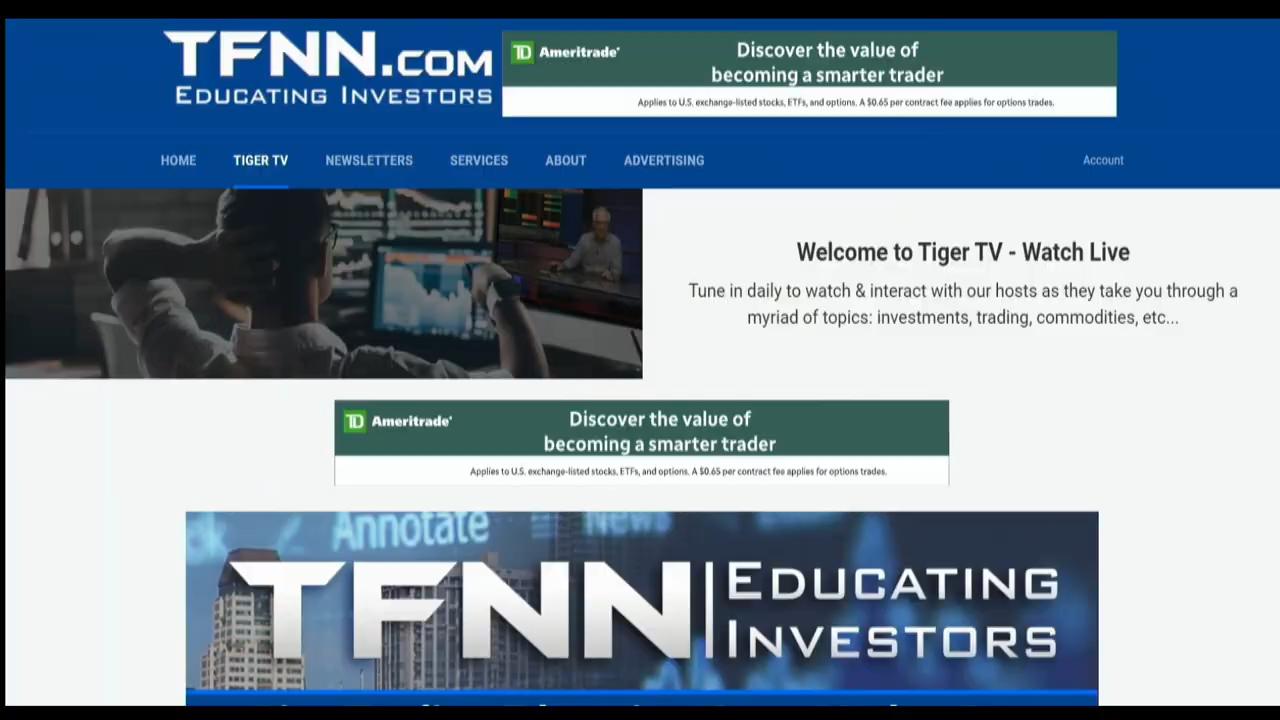 TFNN.COM
EDUCATING INVESTORS
TD Ameritrade
Discover the value of
becoming a smarter trader
Applies to U.S. exchange-listed stocks, ETFs, and options. A $0.65 per contract fee applies for options trades.
HOME TIGER TV NEWSLETTERS SERVICES ABOUT ADVERTISING Account
Welcome to Tiger TV - Watch Live
Tune in daily to watch & interact with our hosts as they take you through a
myriad of topics: investments, trading, commodities, etc...
TD Ameritrade
Discover the value of
becoming a smarter trader
Applies to U.S. exchange-listed stocks, ETFs, and options. A $0.65 per contract fee applies for options trades.
Annotate News
TFNN EDUCATING
INVESTORS